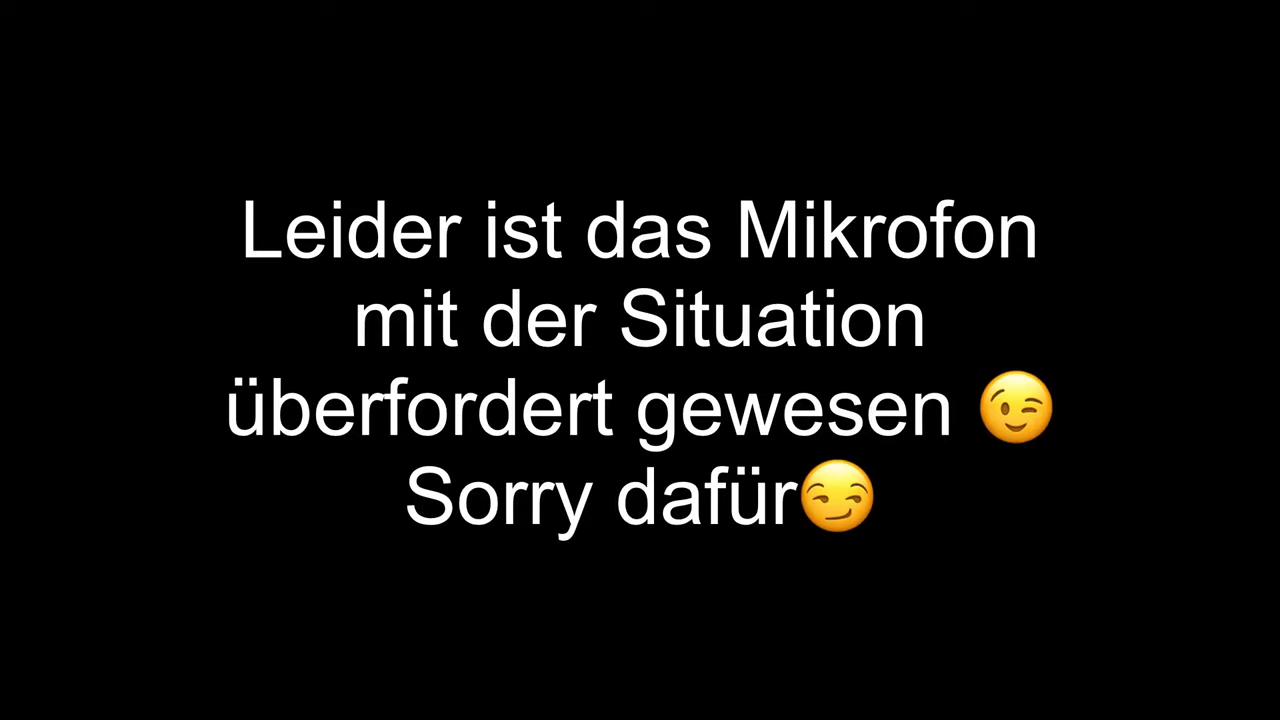 Leider ist das Mikrofon
mit der Situation
überfordert gewesen 😉
Sorry dafür😏